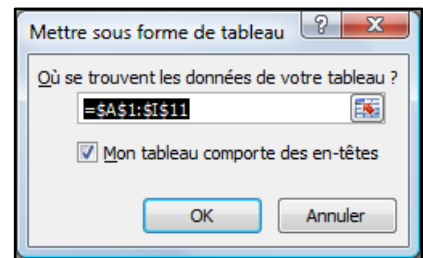 Mettre sous forme de tableau
Où se trouvent les données de votre tableau ?
=$A$1:$I$11
Mon tableau comporte des en-têtes
OK Annuler